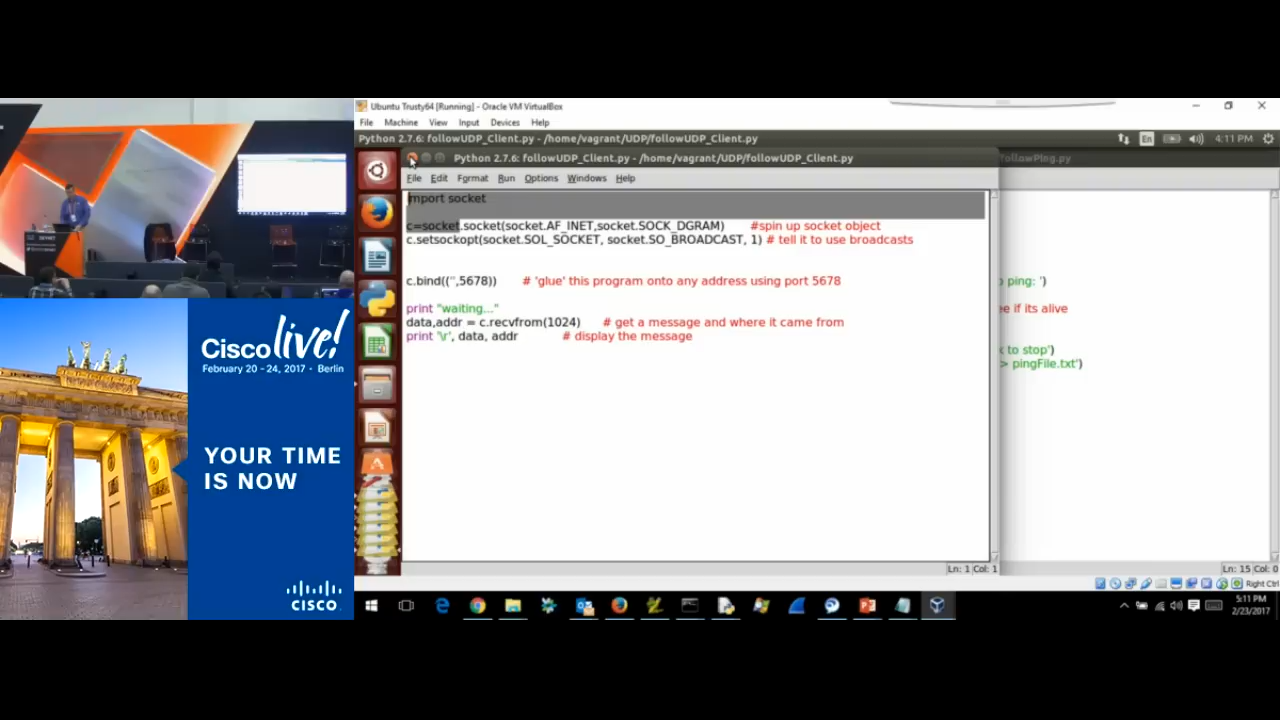 Ubuntu Trusty64 [Running] - Oracle VM VirtualBox
File Machine View Input Devices Help
Python 2.7.6: followUDP_Client.py - /home/vagrant/UDP/followUDP_Client.py
En
4:11 PM
Python 2.7.6: followUDP_Client.py - /home/vagrant/UDP/followUDP_Client.py
followPlog.py
File Edit Format Run Options Windows Help
import socket
c=socket.socket(socket.AF_INET,socket.SOCK_DGRAM) #spin up socket object
c.setsockopt(socket.SOL_SOCKET, socket.SO_BROADCAST, 1) # tell it to use broadcasts
c.bind(('',5678)) # 'glue' this program onto any address using port 5678
print "waiting..."
data,addr = c.recvfrom(1024) # get a message and where it came from
print '\r', data, addr # display the message
ping: ')
if its alive
to stop')
> pingFile.txt')
Ln: 1 Col: 1
Ln: 15 Col: 0
Right Ctrl
5:11 PM
2/23/2017
Cisco live!
February 20 - 24, 2017 • Berlin
YOUR TIME
IS NOW
CISCO